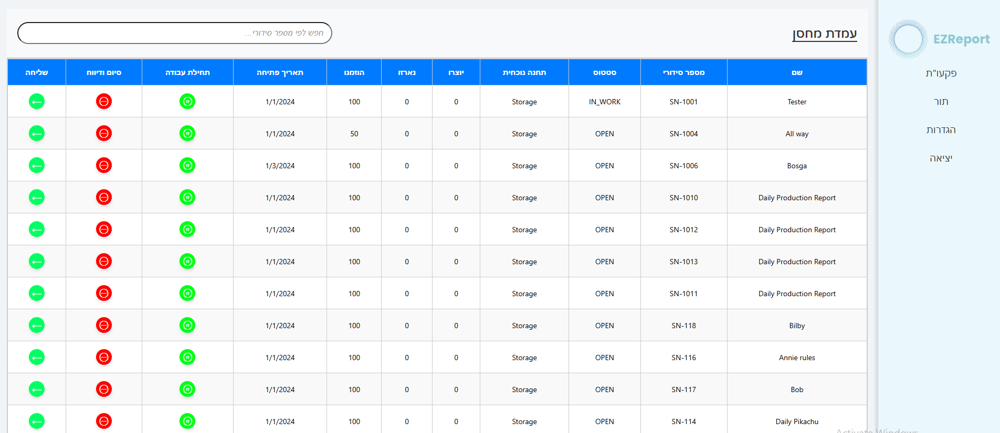 EZReport
פקעו"ת
תור
הגדרות
יציאה
עמדת מחסן
חפש לפי מספר סידורי...
שם מספר סידורי סטטוס תחנה נוכחית יוצרו נארזו הוזמנו תאריך פתיחה תחילת עבודה סיום ודיווח שליחה
Tester SN-1001 IN_WORK Storage 0 0 100 1/1/2024
All way SN-1004 OPEN Storage 0 0 50 1/1/2024
Bosga SN-1006 OPEN Storage 0 0 100 1/3/2024
Daily Production Report SN-1010 OPEN Storage 0 0 100 1/1/2024
Daily Production Report SN-1012 OPEN Storage 0 0 100 1/1/2024
Daily Production Report SN-1013 OPEN Storage 0 0 100 1/1/2024
Daily Production Report SN-1011 OPEN Storage 0 0 100 1/1/2024
Bilby SN-118 OPEN Storage 0 0 100 1/1/2024
Annie rules SN-116 OPEN Storage 0 0 100 1/1/2024
Bob SN-117 OPEN Storage 0 0 100 1/1/2024
Daily Pikachu SN-114 OPEN Storage 0 0 100 1/1/2024
Activate Windows